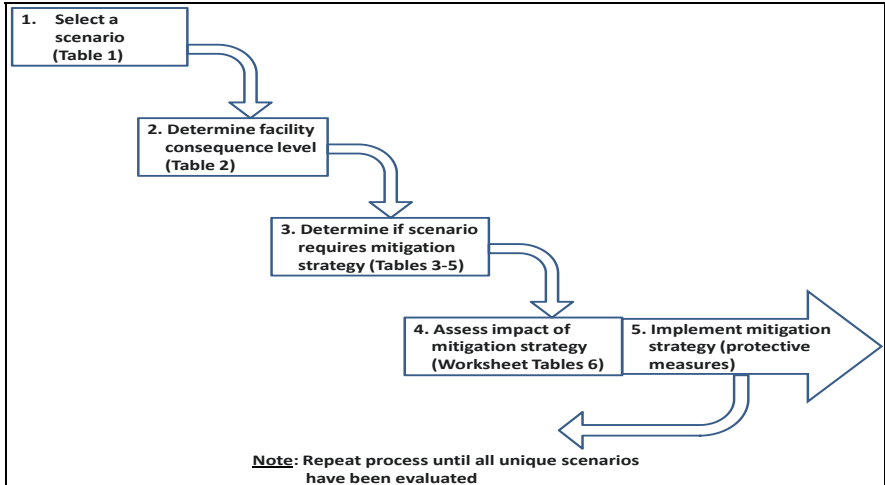 1. Select a
scenario
(Table 1)
2. Determine facility
consequence level
(Table 2)
3. Determine if scenario
requires mitigation
strategy (Tables 3-5)
4. Assess impact of
mitigation strategy
(Worksheet Tables 6)
5. Implement mitigation
strategy (protective
measures)
Note: Repeat process until all unique scenarios
have been evaluated